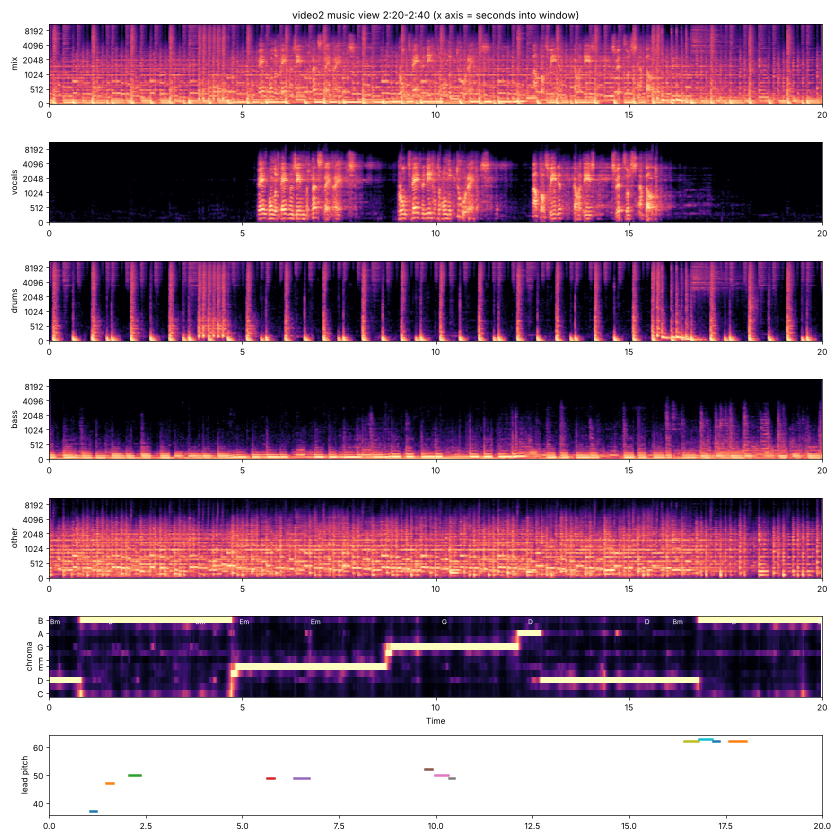 video2 music view 2:20-2:40 (x axis = seconds into window)
mix
8192
4096
2048
1024
512
0
0 5 10 15 20
vocals
8192
4096
2048
1024
512
0
0 5 10 15 20
drums
8192
4096
2048
1024
512
0
0 5 10 15 20
bass
8192
4096
2048
1024
512
0
0 5 10 15 20
other
8192
4096
2048
1024
512
0
0 5 10 15 20
chroma
B
A
G
E
D
C
Bm Em Em G D D Bm
0 5 10 15 20
Time
lead pitch
60
50
40
0.0 2.5 5.0 7.5 10.0 12.5 15.0 17.5 20.0